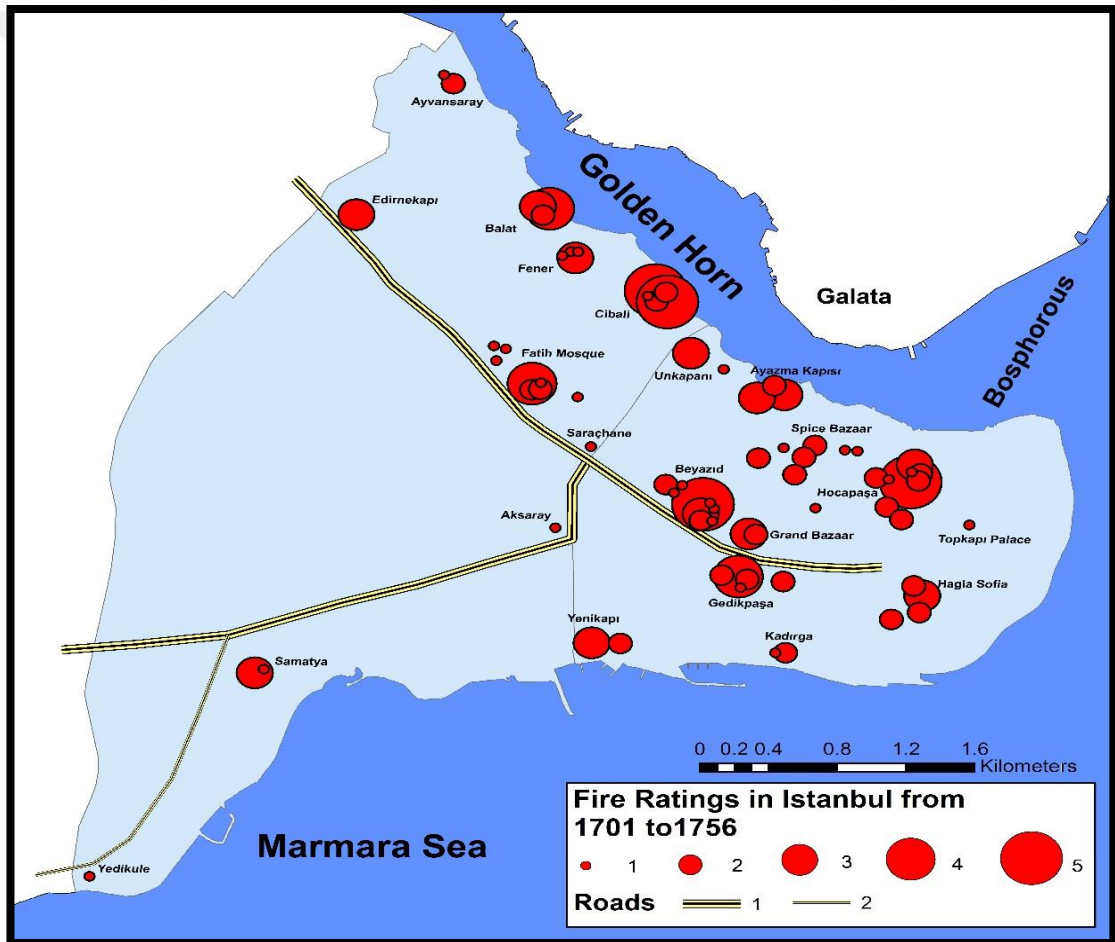 Ayvansaray
Golden Horn
Edirnekapı
Balat
Fener
Galata
Bosphorous
Cibali
Fatih Mosque
Unkapanı
Ayazma Kapısı
Saraçhane
Spice Bazaar
Beyazıd
Hocapaşa
Aksaray
Grand Bazaar
Topkapı Palace
Gedikpaşa
Hagia Sofia
Yenikapı
Kadırga
Samatya
Yedikule
Marmara Sea
0 0.2 0.4 0.8 1.2 1.6
Kilometers
Fire Ratings in Istanbul from
1701 to1756
1 2 3 4 5
Roads 1 2